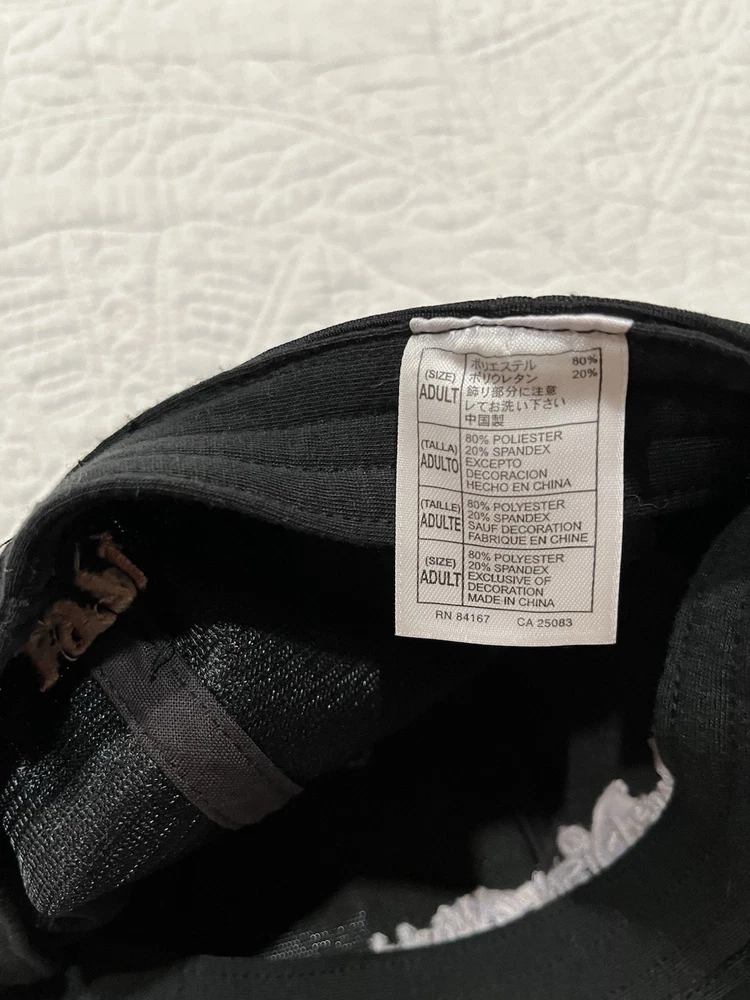 (SIZE)
ADULT
ポリエステル 80%
ポリウレタン 20%
飾り部分に注意
してお洗い下さい
中国製
(TALLA)
ADULTO
80% POLIESTER
20% SPANDEX
EXCEPTO
DECORACION
HECHO EN CHINA
(TAILLE)
ADULTE
80% POLYESTER
20% SPANDEX
SAUF DECORATION
FABRIQUE EN CHINE
(SIZE)
ADULT
80% POLYESTER
20% SPANDEX
EXCLUSIVE OF
DECORATION
MADE IN CHINA
RN 84167 CA 25083